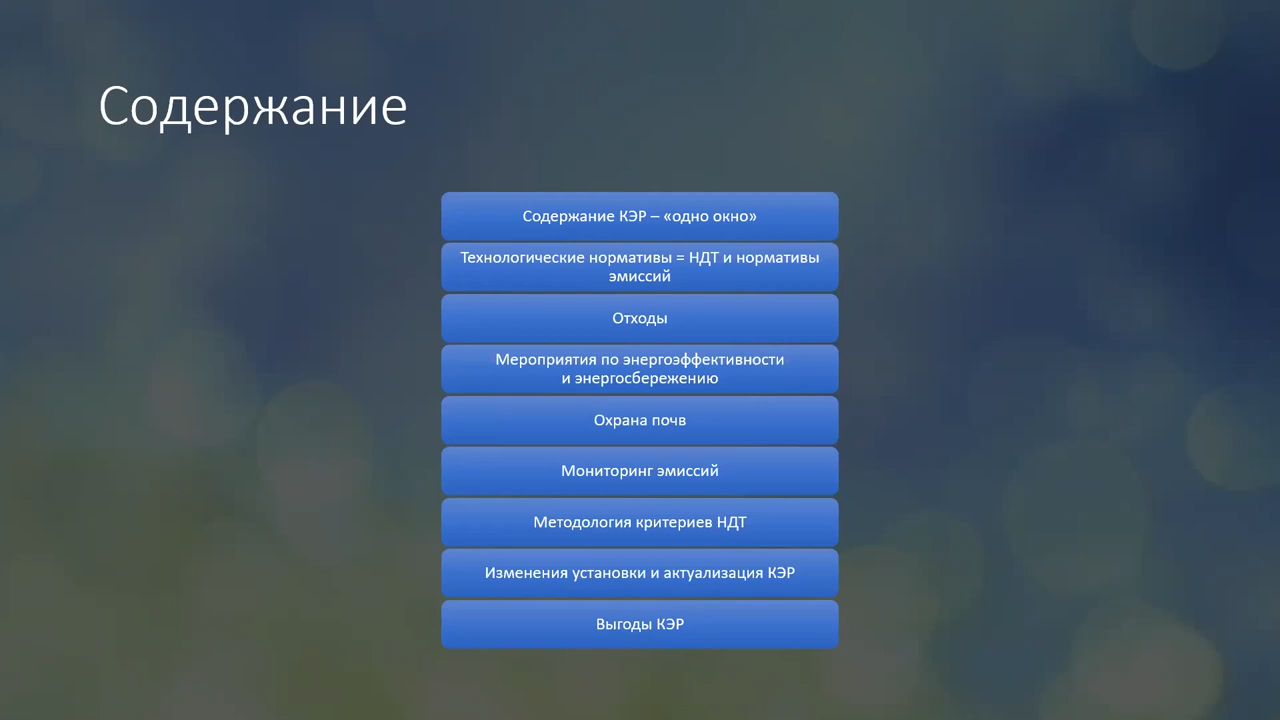 Содержание
Содержание КЭР – «одно окно»
Технологические нормативы = НДТ и нормативы
эмиссий
Отходы
Мероприятия по энергоэффективности
и энергосбережению
Охрана почв
Мониторинг эмиссий
Методология критериев НДТ
Изменения установки и актуализация КЭР
Выгоды КЭР